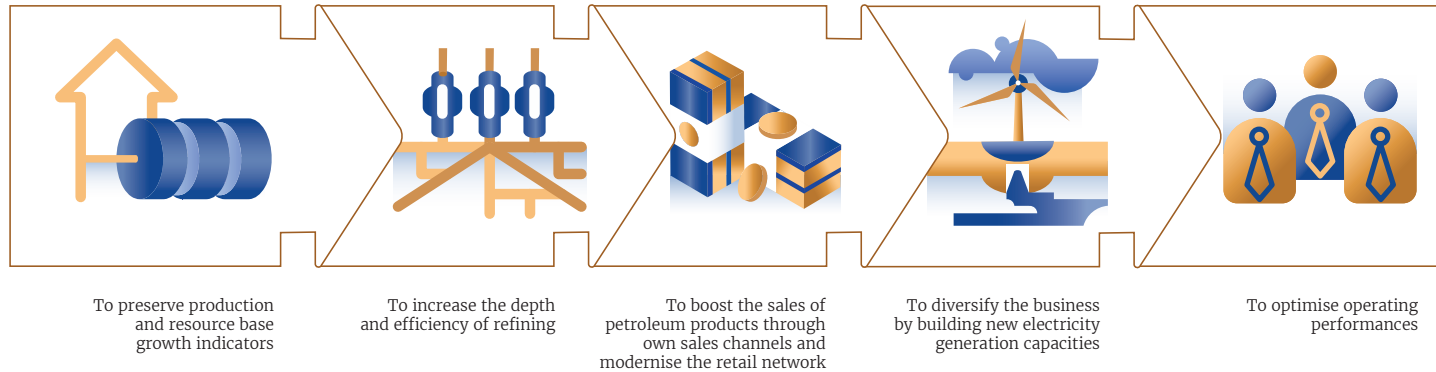 To preserve production
and resource base
growth indicators
To increase the depth
and efficiency of refining
To boost the sales of
petroleum products through
own sales channels and
modernise the retail network
To diversify the business
by building new electricity
generation capacities
To optimise operating
performances